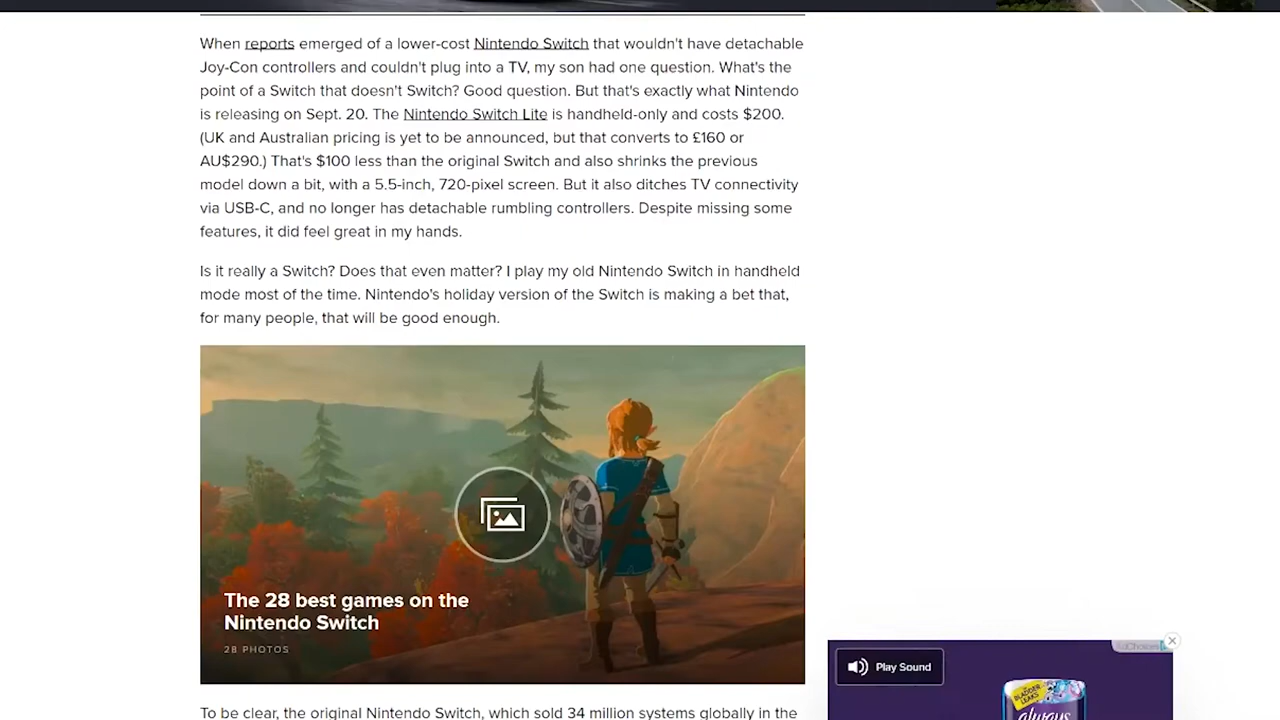 When reports emerged of a lower-cost Nintendo Switch that wouldn't have detachable
Joy-Con controllers and couldn't plug into a TV, my son had one question. What's the
point of a Switch that doesn't Switch? Good question. But that's exactly what Nintendo
is releasing on Sept. 20. The Nintendo Switch Lite is handheld-only and costs $200.
(UK and Australian pricing is yet to be announced, but that converts to £160 or
AU$290.) That's $100 less than the original Switch and also shrinks the previous
model down a bit, with a 5.5-inch, 720-pixel screen. But it also ditches TV connectivity
via USB-C, and no longer has detachable rumbling controllers. Despite missing some
features, it did feel great in my hands.
Is it really a Switch? Does that even matter? I play my old Nintendo Switch in handheld
mode most of the time. Nintendo's holiday version of the Switch is making a bet that,
for many people, that will be good enough.
The 28 best games on the
Nintendo Switch
28 PHOTOS
To be clear, the original Nintendo Switch, which sold 34 million systems globally in the
AdChoices
Play Sound
BLADDER
LEAKS
always